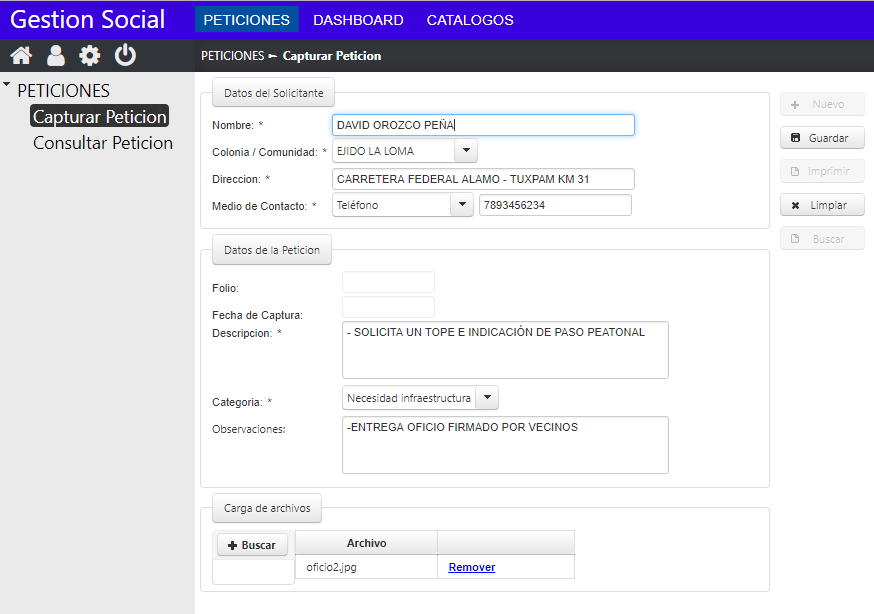 Gestion Social
PETICIONES DASHBOARD CATALOGOS
PETICIONES ► Capturar Peticion
PETICIONES
Capturar Peticion
Consultar Peticion
Datos del Solicitante
Nombre: * DAVID OROZCO PEÑA
Colonia / Comunidad: * EJIDO LA LOMA
Direccion: * CARRETERA FEDERAL ALAMO - TUXPAM KM 31
Medio de Contacto: * Teléfono 7893456234
Nuevo
Guardar
Imprimir
Limpiar
Buscar
Datos de la Peticion
Folio:
Fecha de Captura:
Descripcion: * - SOLICITA UN TOPE E INDICACIÓN DE PASO PEATONAL
Categoria: * Necesidad infraestructura
Observaciones: -ENTREGA OFICIO FIRMADO POR VECINOS
Carga de archivos
Buscar Archivo
oficio2.jpg Remover